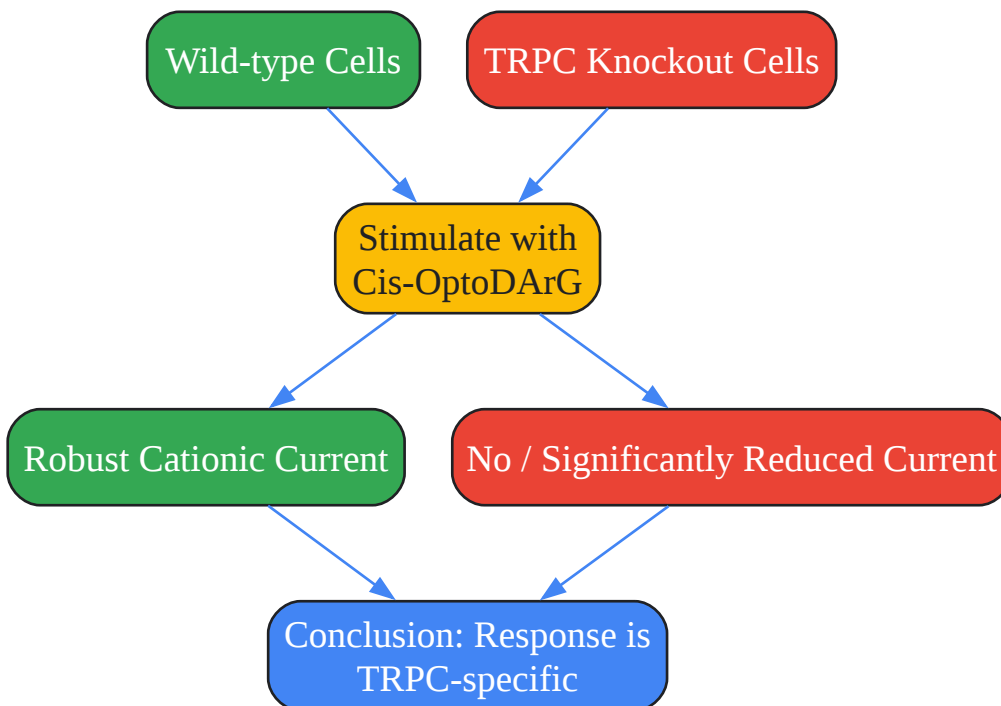 Wild-type Cells
TRPC Knockout Cells
Stimulate with
Cis-OptoDArG
Robust Cationic Current
No / Significantly Reduced Current
Conclusion: Response is
TRPC-specific